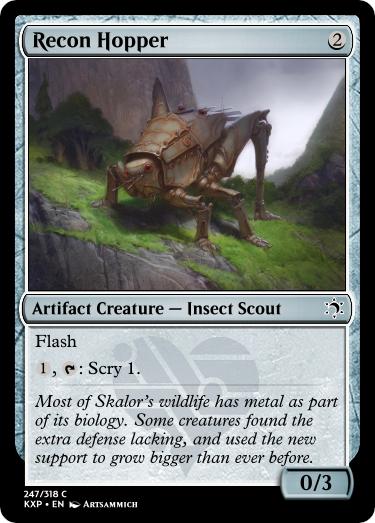 Recon Hopper 2
Artifact Creature — Insect Scout
Flash
1, : Scry 1.
Most of Skalor's wildlife has metal as part
of its biology. Some creatures found the
extra defense lacking, and used the new
support to grow bigger than ever before.
0/3
247/318 C
KXP • EN Artsammich